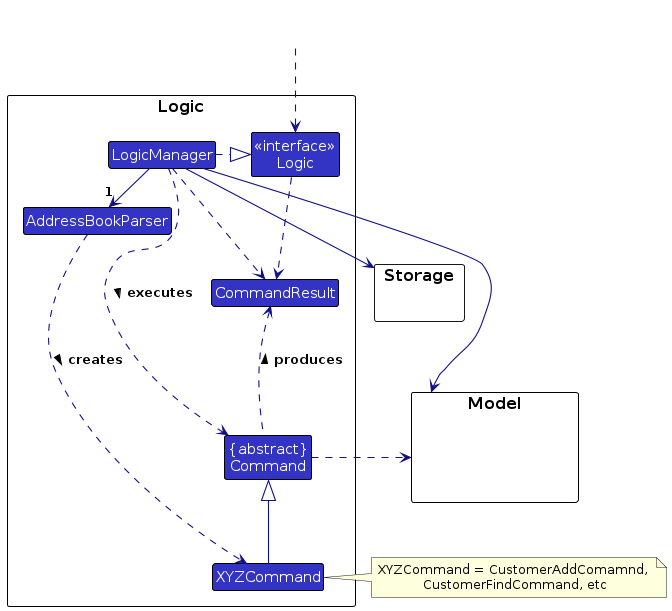 Logic
«interface»
Logic
LogicManager
1
AddressBookParser
Storage
executes
CommandResult
creates
produces
Model
{abstract}
Command
XYZCommand
XYZCommand = CustomerAddComamnd,
CustomerFindCommand, etc